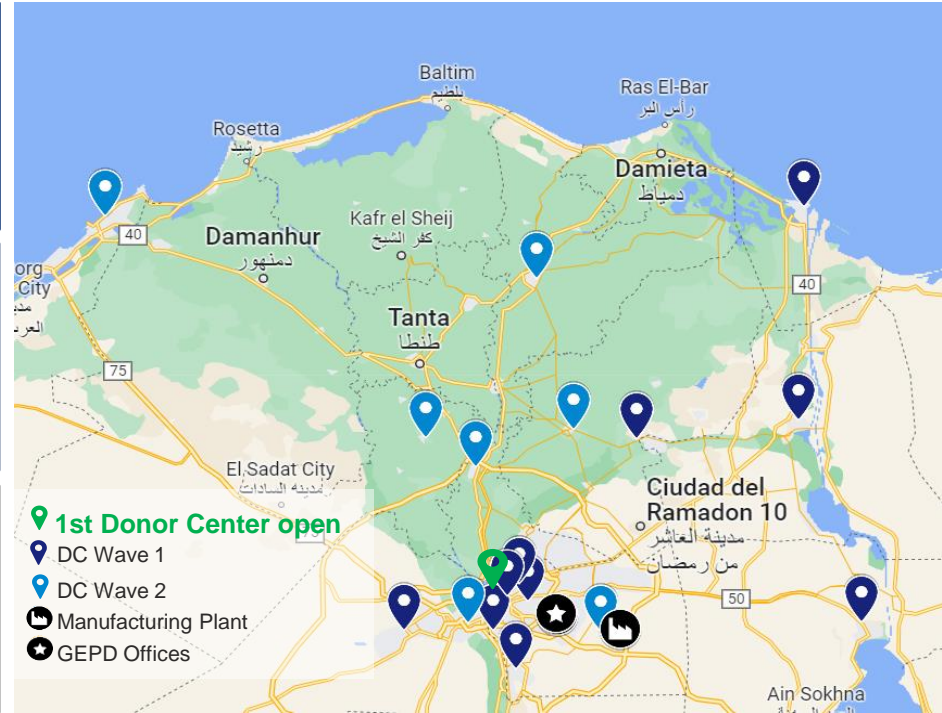 Baltim
بلطيم
Ras El-Bar
رأس البر
Rosetta
رشيد
Damieta
دمياط
40
Kafr el Sheij
كفر الشيخ
Damanhur
دمنهور
org
City
40
Tanta
طنطا
75
El Sadat City
مدينة السادات
Ciudad del
Ramadon 10
مدينة العاشر
من رمضان
1st Donor Center open
DC Wave 1
DC Wave 2
50
Manufacturing Plant
GEPD Offices
Ain Sokhna